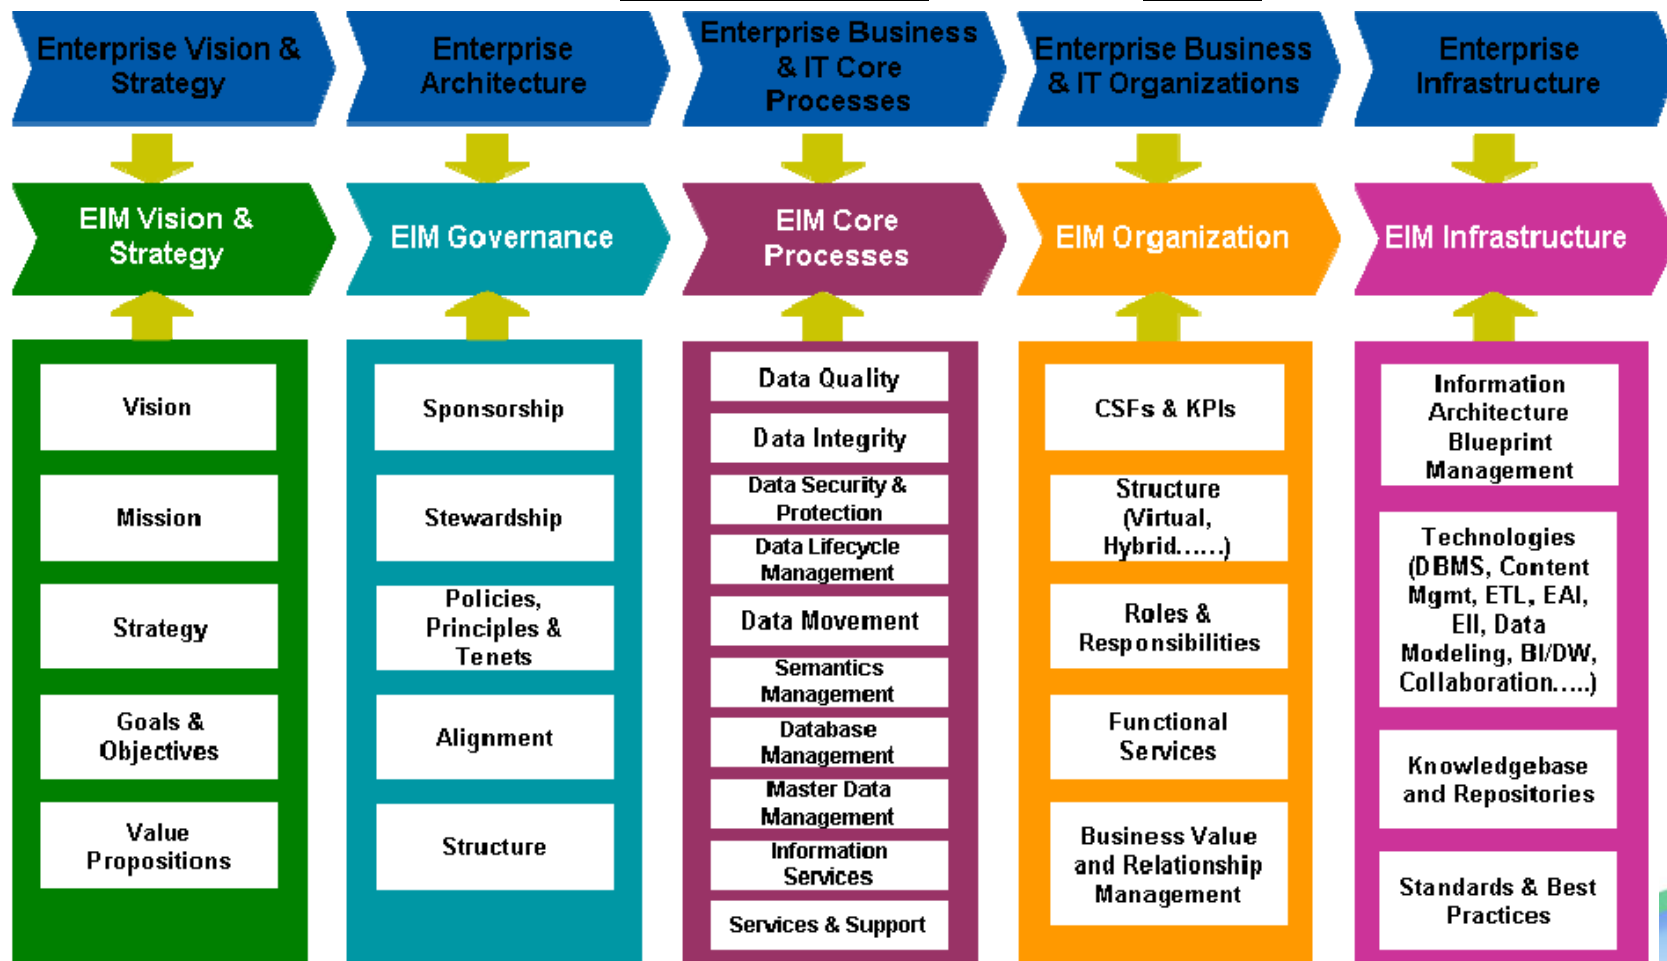 Enterprise Vision &
Strategy
Enterprise
Architecture
Enterprise Business
& IT Core
Processes
Enterprise Business
& IT Organizations
Enterprise
Infrastructure
EIM Vision &
Strategy
EIM Governance
EIM Core
Processes
EIM Organization
EIM Infrastructure
Vision
Mission
Strategy
Goals &
Objectives
Value
Propositions
Sponsorship
Stewardship
Policies,
Principles &
Tenets
Alignment
Structure
Data Quality
Data Integrity
Data Security &
Protection
Data Lifecycle
Management
Data Movement
Semantics
Management
Database
Management
Master Data
Management
Information
Services
Services & Support
CSFs & KPIs
Structure
(Virtual,
Hybrid......)
Roles &
Responsibilities
Functional
Services
Business Value
and Relationship
Management
Information
Architecture
Blueprint
Management
Technologies
(DBMS, Content
Mgmt, ETL, EAI,
EII, Data
Modeling, BI/DW,
Collaboration.....)
Knowledgebase
and Repositories
Standards & Best
Practices